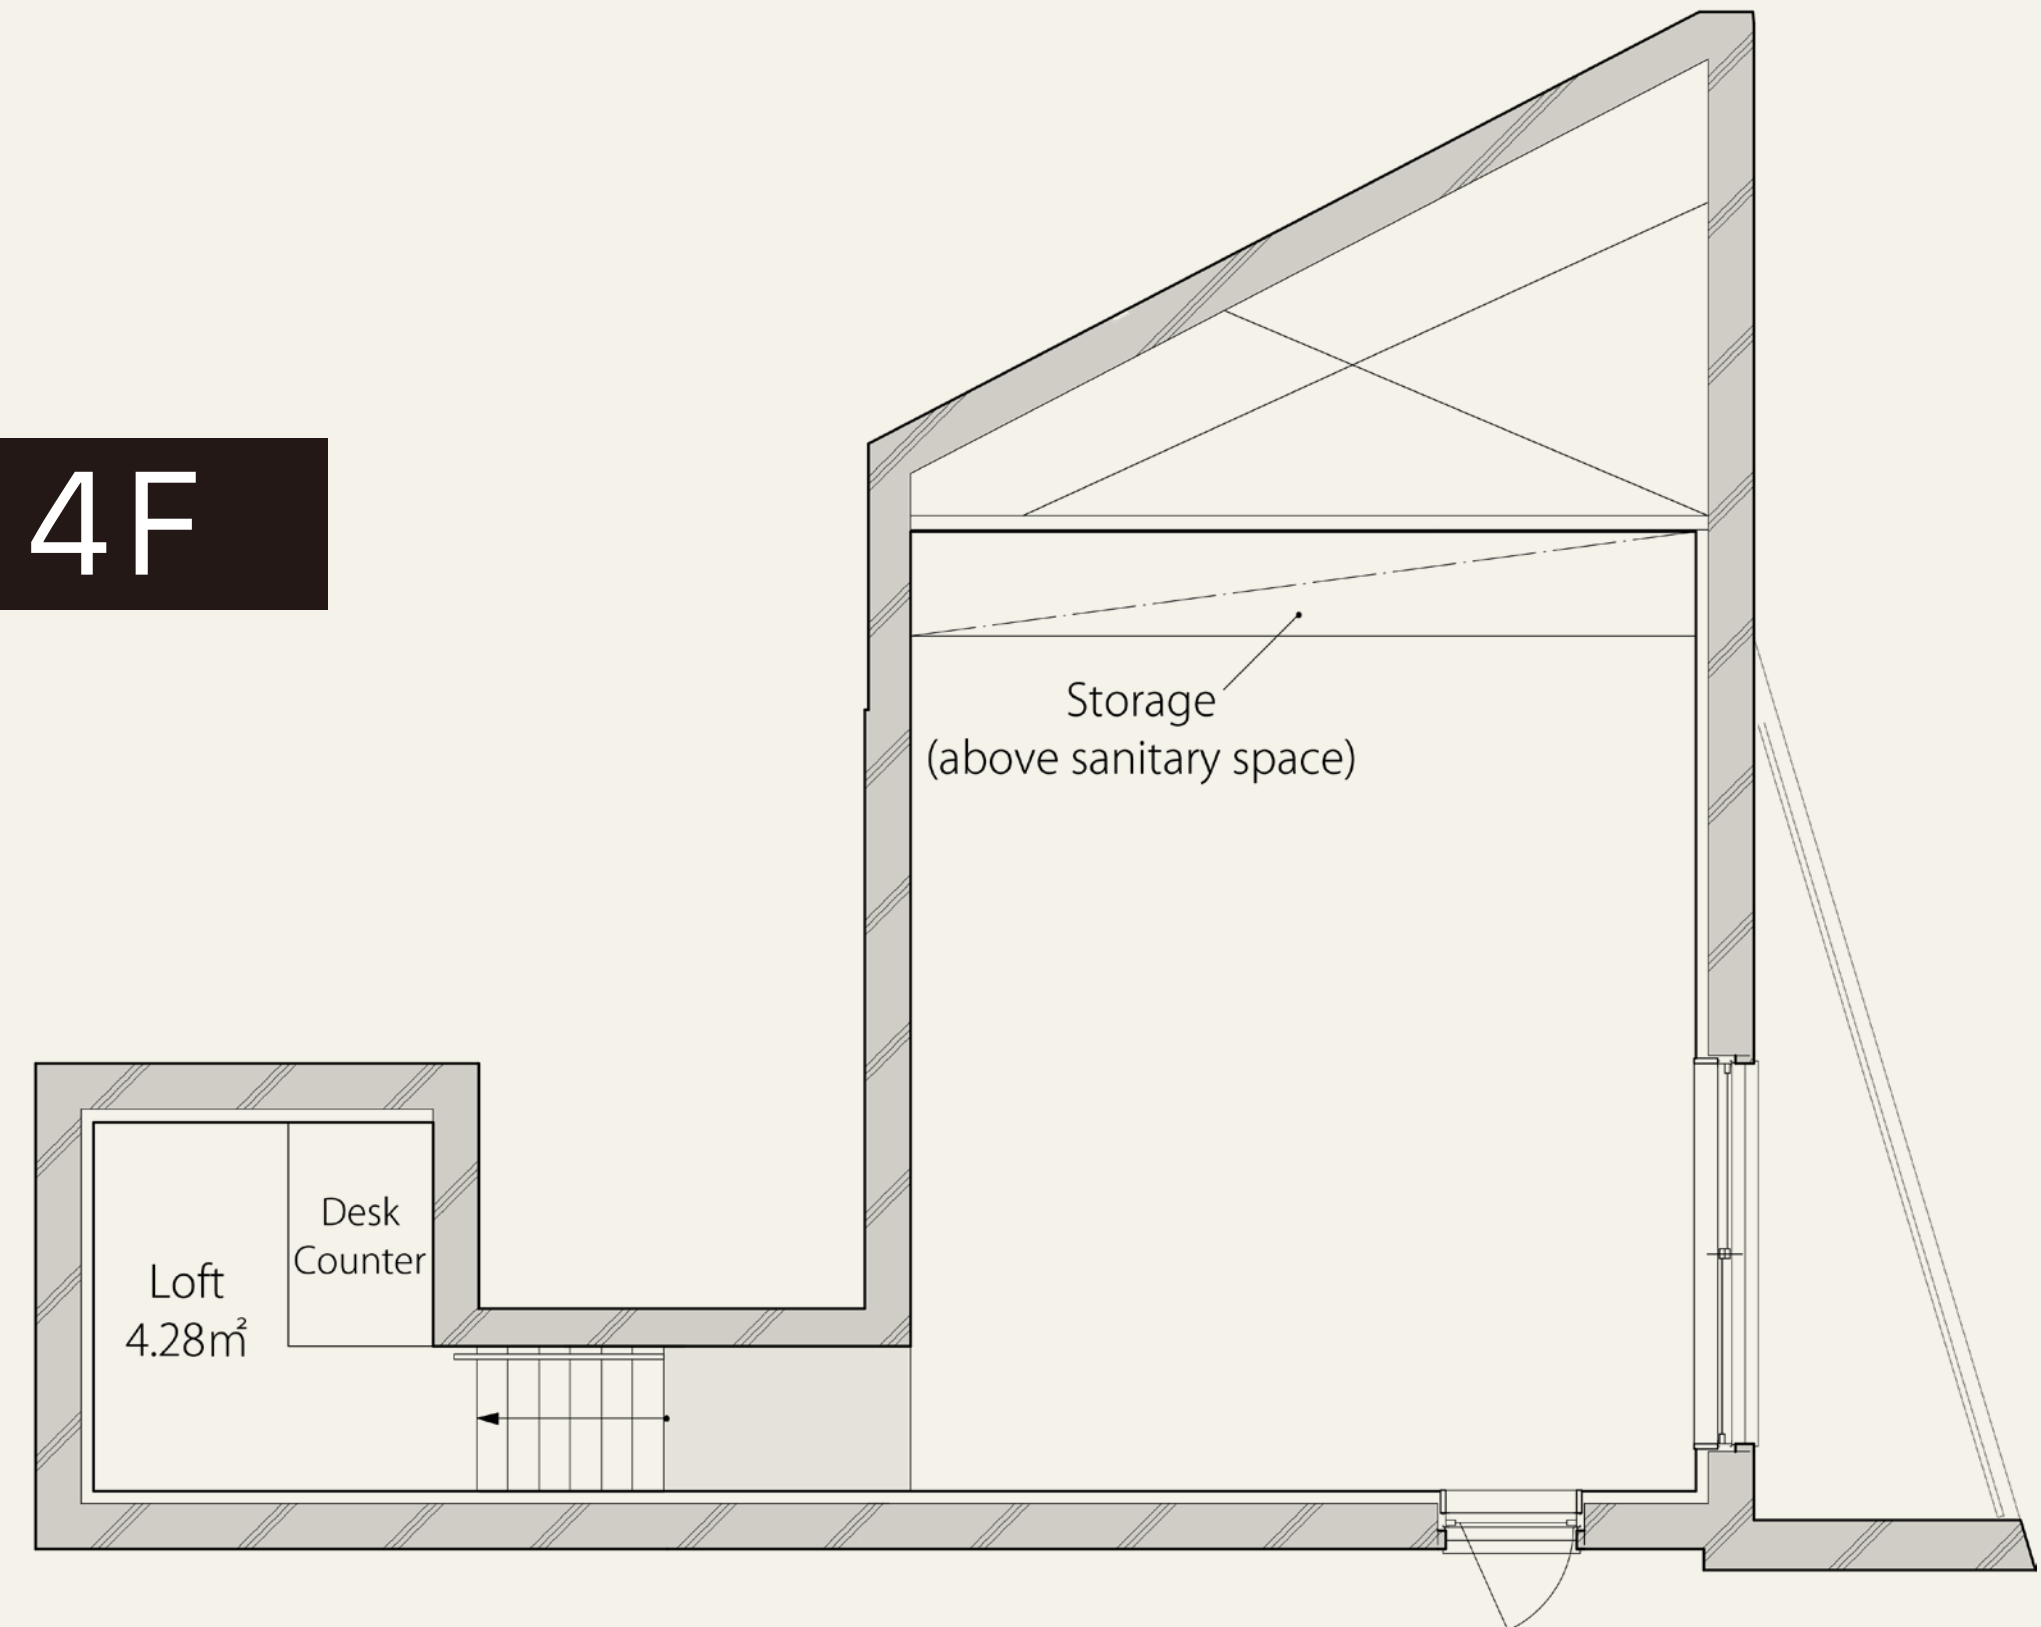 4F
Storage
(above sanitary space)
Desk
Counter
Loft
4.28㎡